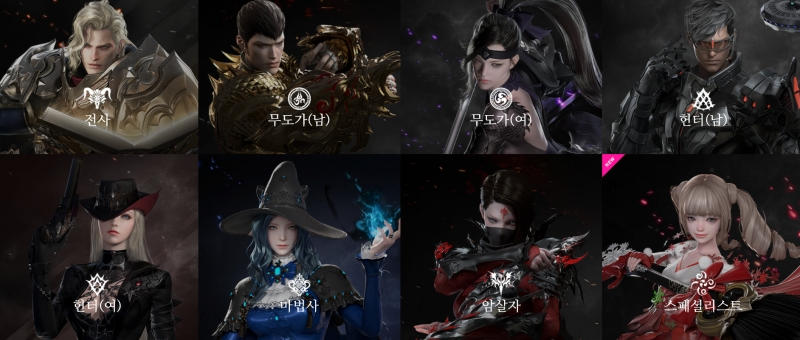 전사
무도가(남)
무도가(여)
헌터(남)
NEW
헌터(여)
마법사
암살자
스페셜리스트